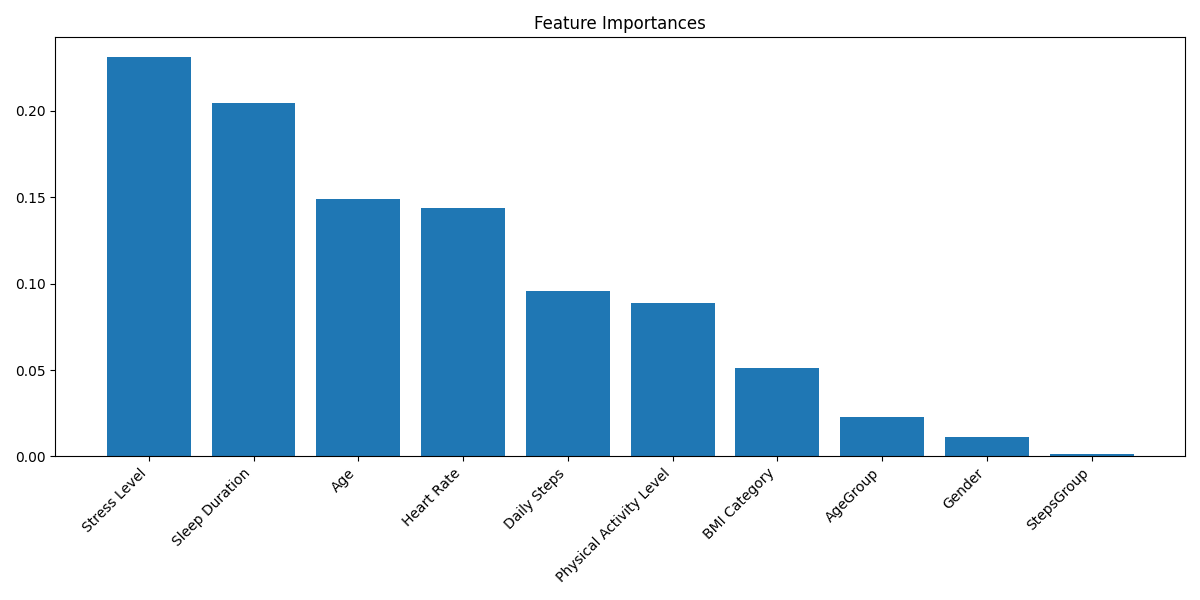 Feature Importances
0.20
0.15
0.10
0.05
0.00
Stress Level
Sleep Duration
Age
Heart Rate
Daily Steps
Physical Activity Level
BMI Category
AgeGroup
Gender
StepsGroup